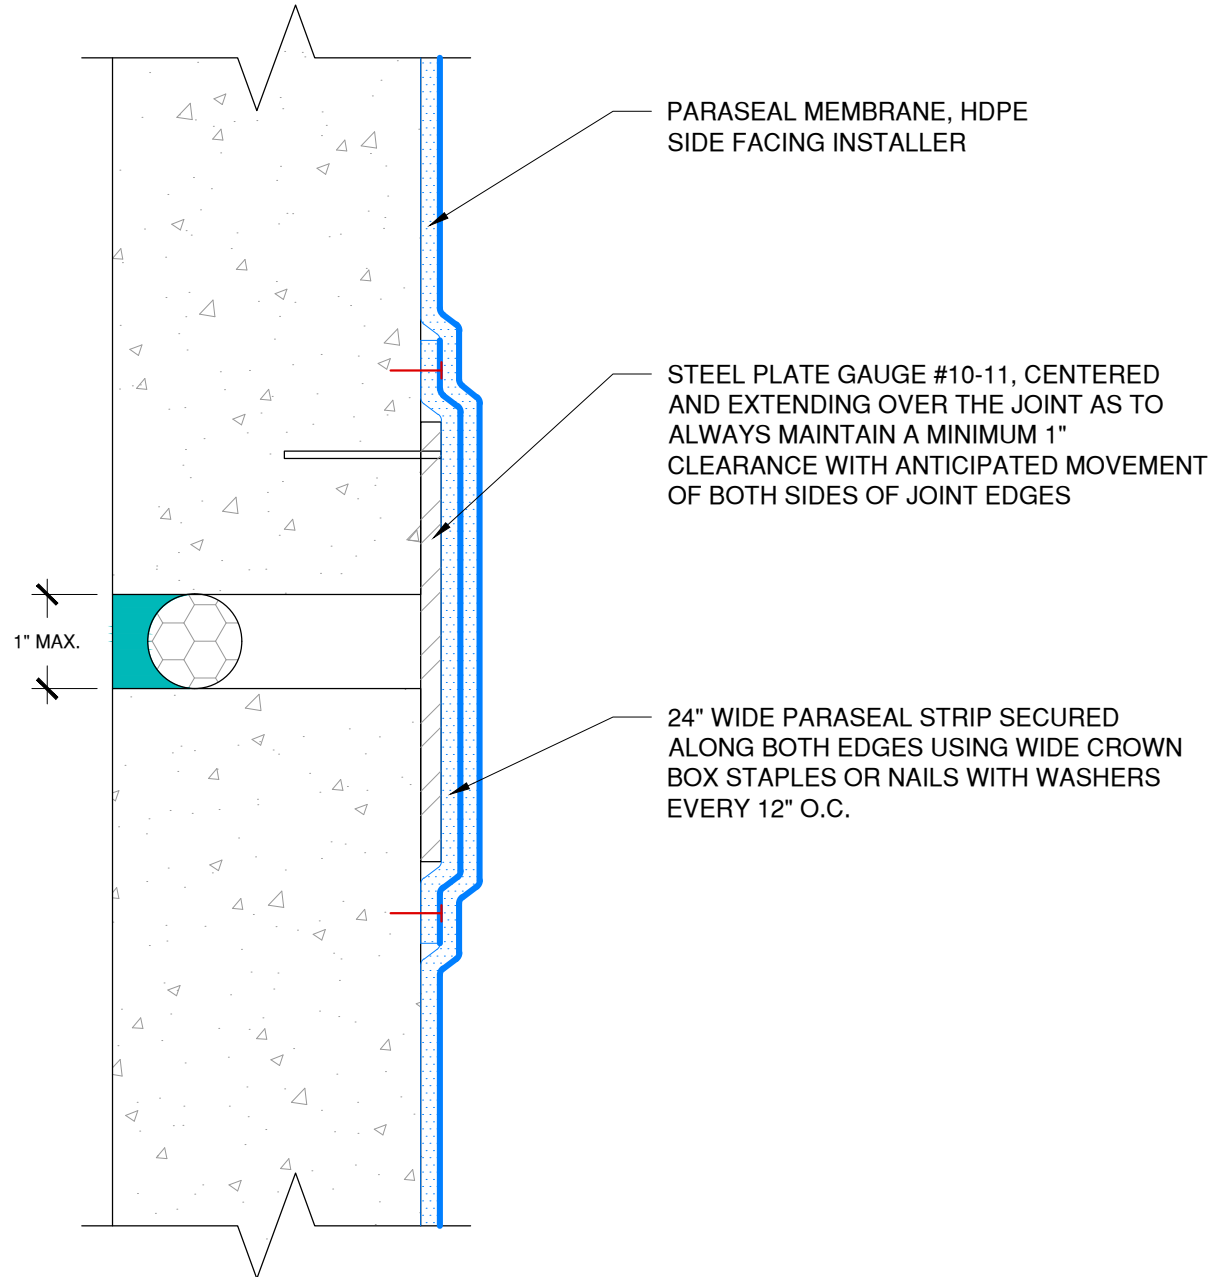 PARASEAL MEMBRANE, HDPE
SIDE FACING INSTALLER
STEEL PLATE GAUGE #10-11, CENTERED
AND EXTENDING OVER THE JOINT AS TO
ALWAYS MAINTAIN A MINIMUM 1"
CLEARANCE WITH ANTICIPATED MOVEMENT
OF BOTH SIDES OF JOINT EDGES
1" MAX.
24" WIDE PARASEAL STRIP SECURED
ALONG BOTH EDGES USING WIDE CROWN
BOX STAPLES OR NAILS WITH WASHERS
EVERY 12" O.C.